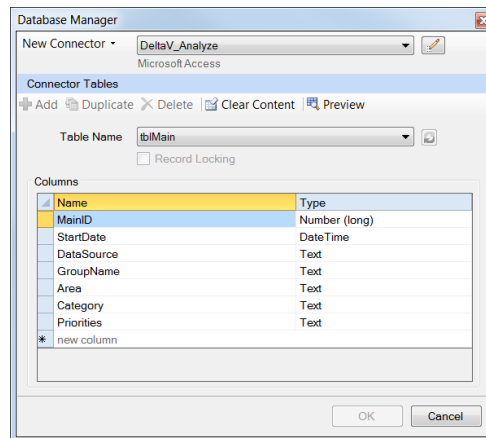 Database Manager
New Connector DeltaV_Analyze
Microsoft Access
Connector Tables
Add Duplicate Delete Clear Content Preview
Table Name tblMain
Record Locking
Columns
Name Type
MainID Number (long)
StartDate DateTime
DataSource Text
GroupName Text
Area Text
Category Text
Priorities Text
* new column
OK Cancel